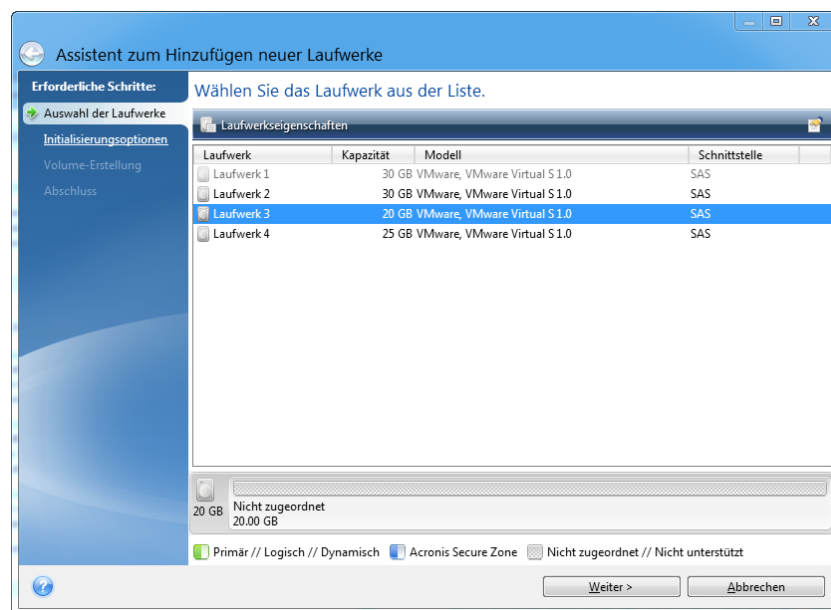 Assistent zum Hinzufügen neuer Laufwerke
Erforderliche Schritte:
Auswahl der Laufwerke
Initialisierungsoptionen
Volume-Erstellung
Abschluss
Wählen Sie das Laufwerk aus der Liste.
Laufwerkseigenschaften
Laufwerk Kapazität Modell Schnittstelle
Laufwerk 1 30 GB VMware, VMware Virtual S 1.0 SAS
Laufwerk 2 30 GB VMware, VMware Virtual S 1.0 SAS
Laufwerk 3 20 GB VMware, VMware Virtual S 1.0 SAS
Laufwerk 4 25 GB VMware, VMware Virtual S 1.0 SAS
20 GB
Nicht zugeordnet
20.00 GB
Primär // Logisch // Dynamisch Acronis Secure Zone Nicht zugeordnet // Nicht unterstützt
Weiter > Abbrechen